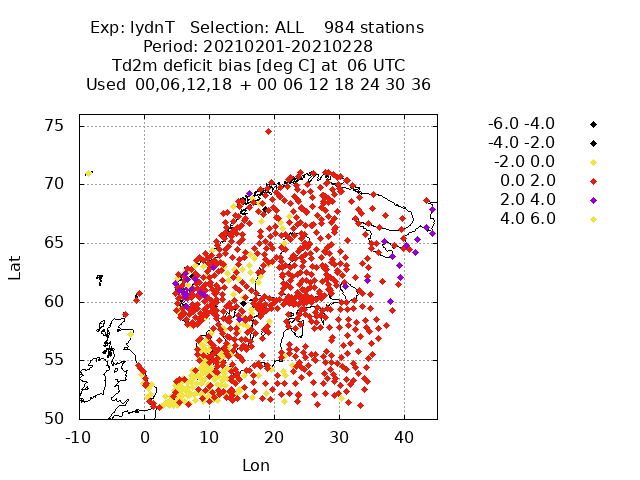 Exp: IydnT   Selection: ALL    984 stations
Period: 20210201-20210228
Td2m deficit bias [deg C] at  06 UTC
Used  00,06,12,18 + 00 06 12 18 24 30 36
-6.0 -4.0
-4.0 -2.0
-2.0 0.0
0.0 2.0
2.0 4.0
4.0 6.0
75
70
65
60
55
50
Lat
-10 0 10 20 30 40
Lon